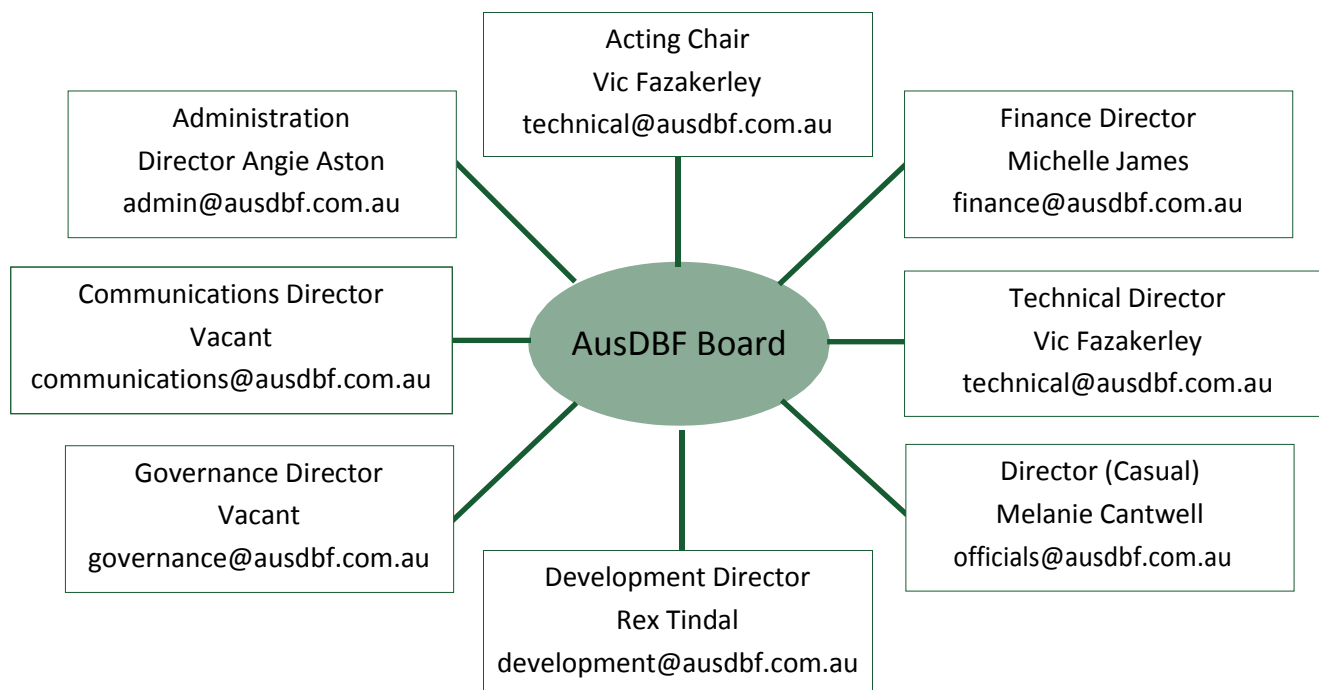 Acting Chair
Vic Fazakerley
technical@ausdbf.com.au
Administration
Director Angie Aston
admin@ausdbf.com.au
Finance Director
Michelle James
finance@ausdbf.com.au
Communications Director
Vacant
communications@ausdbf.com.au
AusDBF Board
Technical Director
Vic Fazakerley
technical@ausdbf.com.au
Governance Director
Vacant
governance@ausdbf.com.au
Director (Casual)
Melanie Cantwell
officials@ausdbf.com.au
Development Director
Rex Tindal
development@ausdbf.com.au